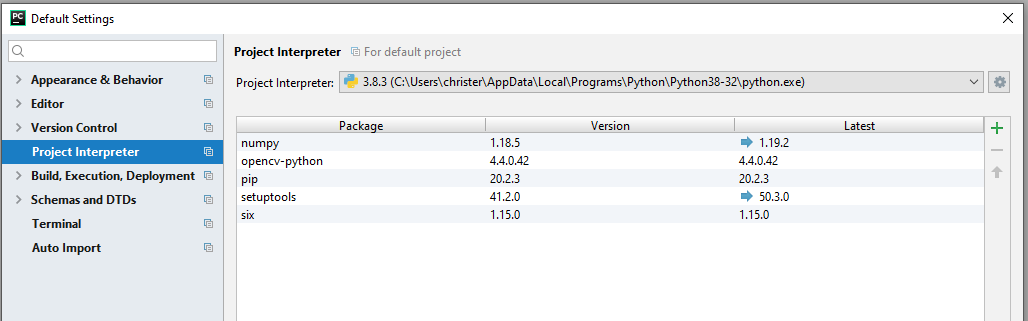 PC Default Settings
Project Interpreter For default project
Appearance & Behavior
Project Interpreter: 3.8.3 (C:\Users\christer\AppData\Local\Programs\Python\Python38-32\python.exe)
Editor
Version Control
Project Interpreter
Build, Execution, Deployment
Schemas and DTDs
Terminal
Auto Import
Package Version Latest
numpy 1.18.5 1.19.2
opencv-python 4.4.0.42 4.4.0.42
pip 20.2.3 20.2.3
setuptools 41.2.0 50.3.0
six 1.15.0 1.15.0